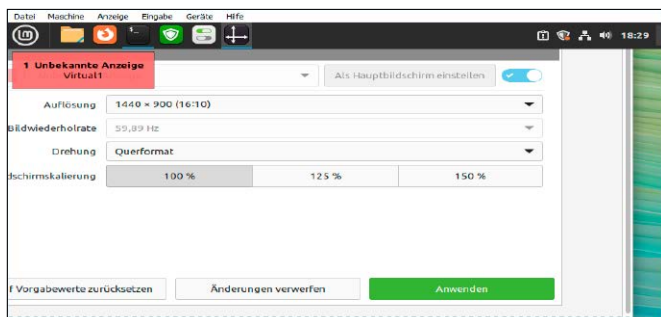 Datei Maschine Anzeige Eingabe Geräte Hilfe
18:29
1 Unbekannte Anzeige
Virtual1
Als Hauptbildschirm einstellen
Auflösung 1440 × 900 (16:10)
Bildwiederholrate 59,89 Hz
Drehung Querformat
dschirmskalierung 100 % 125 % 150 %
f Vorgabewerte zurücksetzen Änderungen verwerfen Anwenden